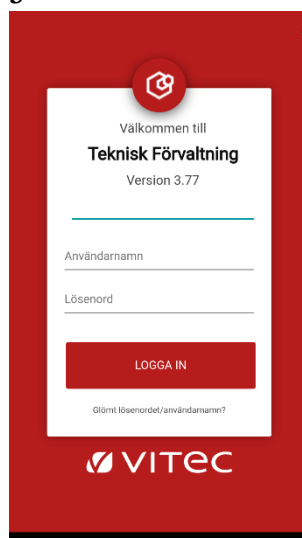 Välkommen till
Teknisk Förvaltning
Version 3.77
Användarnamn
Lösenord
LOGGA IN
Glömt lösenordet/användarnamn?
vitec